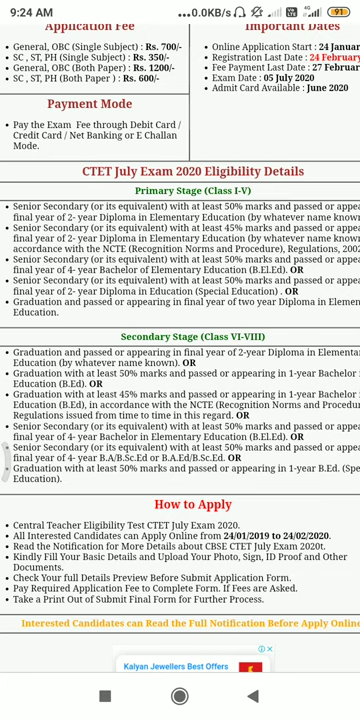 9:24 AM
...0.0KB/s
91
Application Fee
General, OBC (Single Subject) : Rs. 700/-
SC , ST, PH (Single Subject) : Rs. 350/-
General, OBC (Both Paper) : Rs. 1200/-
SC , ST, PH (Both Paper ) : Rs. 600/-
Important Dates
Online Application Start : 24 Januar
Registration Last Date : 24 February
Fee Payment Last Date : 27 Februar
Exam Date : 05 July 2020
Admit Card Available : June 2020
Payment Mode
Pay the Exam Fee through Debit Card /
Credit Card / Net Banking or E Challan
Mode.
CTET July Exam 2020 Eligibility Details
Primary Stage (Class I-V)
Senior Secondary (or its equivalent) with at least 50% marks and passed or appea
final year of 2- year Diploma in Elementary Education (by whatever name known
Senior Secondary (or its equivalent) with at least 45% marks and passed or appea
final year of 2- year Diploma in Elementary Education (by whatever name known
accordance with the NCTE (Recognition Norms and Procedure), Regulations, 2002
Senior Secondary (or its equivalent) with at least 50% marks and passed or appea
final year of 4- year Bachelor of Elementary Education (B.El.Ed). OR
Senior Secondary (or its equivalent) with at least 50% marks and passed or appea
final year of 2- year Diploma in Education (Special Education) . OR
Graduation and passed or appearing in final year of two year Diploma in Elemen
Education.
Secondary Stage (Class VI-VIII)
Graduation and passed or appearing in final year of 2-year Diploma in Elementa
Education (by whatever name known). OR
Graduation with at least 50% marks and passed or appearing in 1-year Bachelor
Education (B.Ed). OR
Graduation with at least 45% marks and passed or appearing in 1-year Bachelor
Education (B.Ed), in accordance with the NCTE (Recognition Norms and Procedur
Regulations issued from time to time in this regard. OR
Senior Secondary (or its equivalent) with at least 50% marks and passed or appea
final year of 4- year Bachelor in Elementary Education (B.El.Ed). OR
Senior Secondary (or its equivalent) with at least 50% marks and passed or appea
final year of 4- year B.A/B.Sc.Ed or B.A.Ed/B.Sc.Ed. OR
Graduation with at least 50% marks and passed or appearing in 1-year B.Ed. (Spe
Education).
How to Apply
Central Teacher Eligibility Test CTET July Exam 2020.
All Interested Candidates can Apply Online from 24/01/2019 to 24/02/2020.
Read the Notification for More Details about CBSE CTET July Exam 2020t.
Kindly Fill Your Basic Details and Upload Your Photo, Sign, ID Proof and Other
Documents.
Check Your full Details Preview Before Submit Application Form.
Pay Required Application Fee to Complete Form. If Fees are Asked.
Take a Print Out of Submit Final Form for Further Process.
Interested Candidates can Read the Full Notification Before Apply Online
Kalyan Jewellers Best Offers